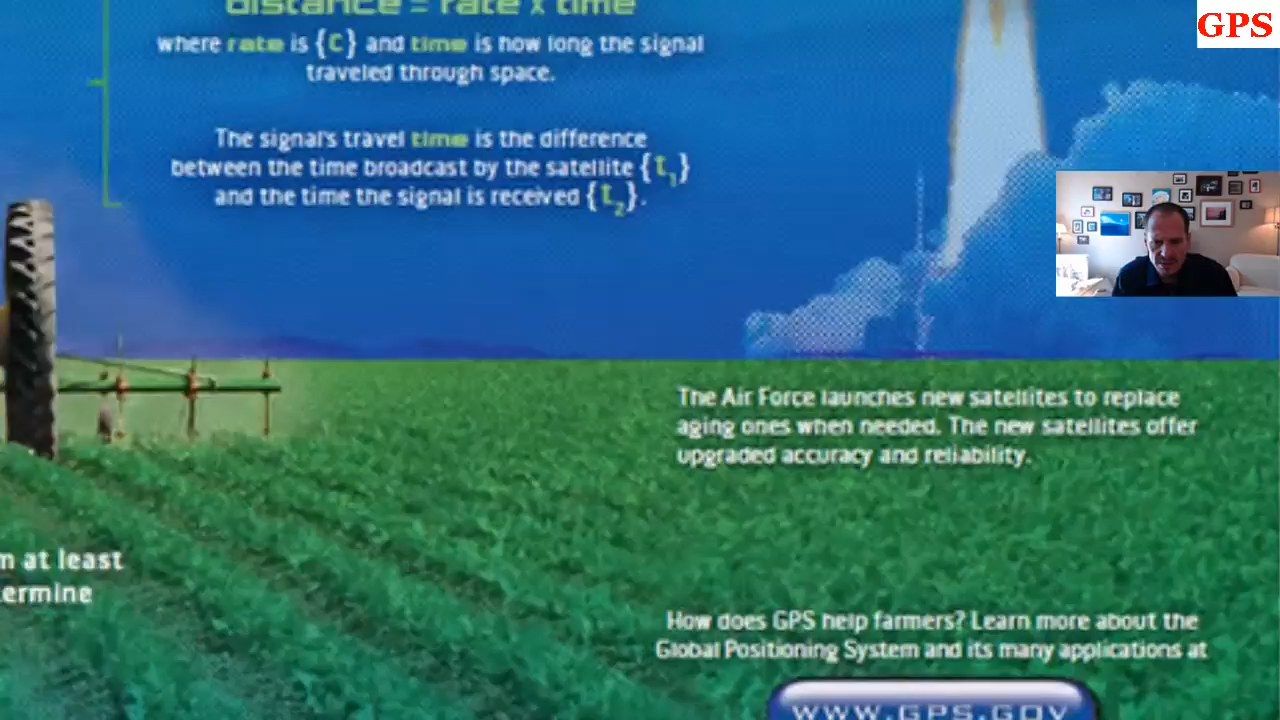 GPS
distance = rate x time
where rate is {C} and time is how long the signal
traveled through space.
The signal's travel time is the difference
between the time broadcast by the satellite {t1}
and the time the signal is received {t2}.
The Air Force launches new satellites to replace
aging ones when needed. The new satellites offer
upgraded accuracy and reliability.
m at least
ermine
How does GPS help farmers? Learn more about the
Global Positioning System and its many applications at
WWW.GPS.GOV